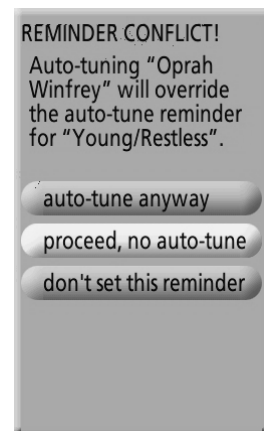 REMINDER CONFLICT!
Auto-tuning “Oprah
Winfrey” will override
the auto-tune reminder
for “Young/Restless”.
auto-tune anyway
proceed, no auto-tune
don't set this reminder